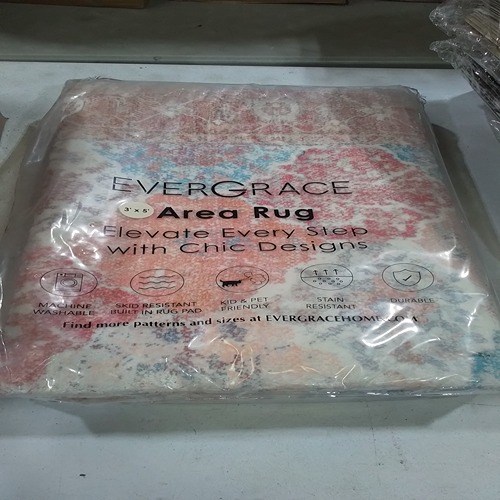 EVERGRACE
3' x 5'
Area Rug
Elevate Every Step
with Chic Designs
MACHINE
WASHABLE
SKID RESISTANT
BUILT IN RUG PAD
KID & PET
FRIENDLY
STAIN
RESISTANT
DURABLE
Find more patterns and sizes at EVERGRACEHOME.COM